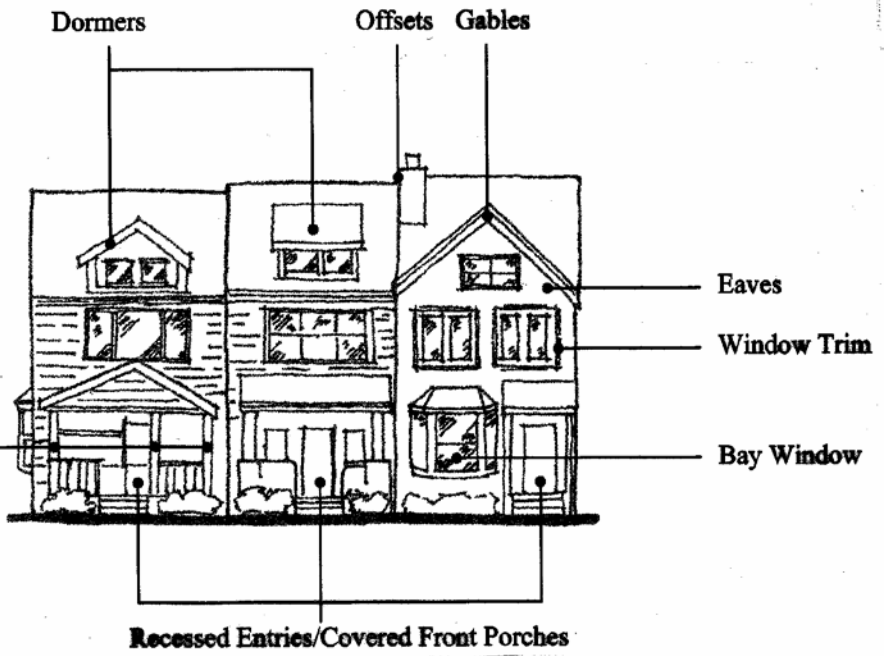 Dormers
Offsets
Gables
Eaves
Window Trim
Bay Window
Recessed Entries/Covered Front Porches